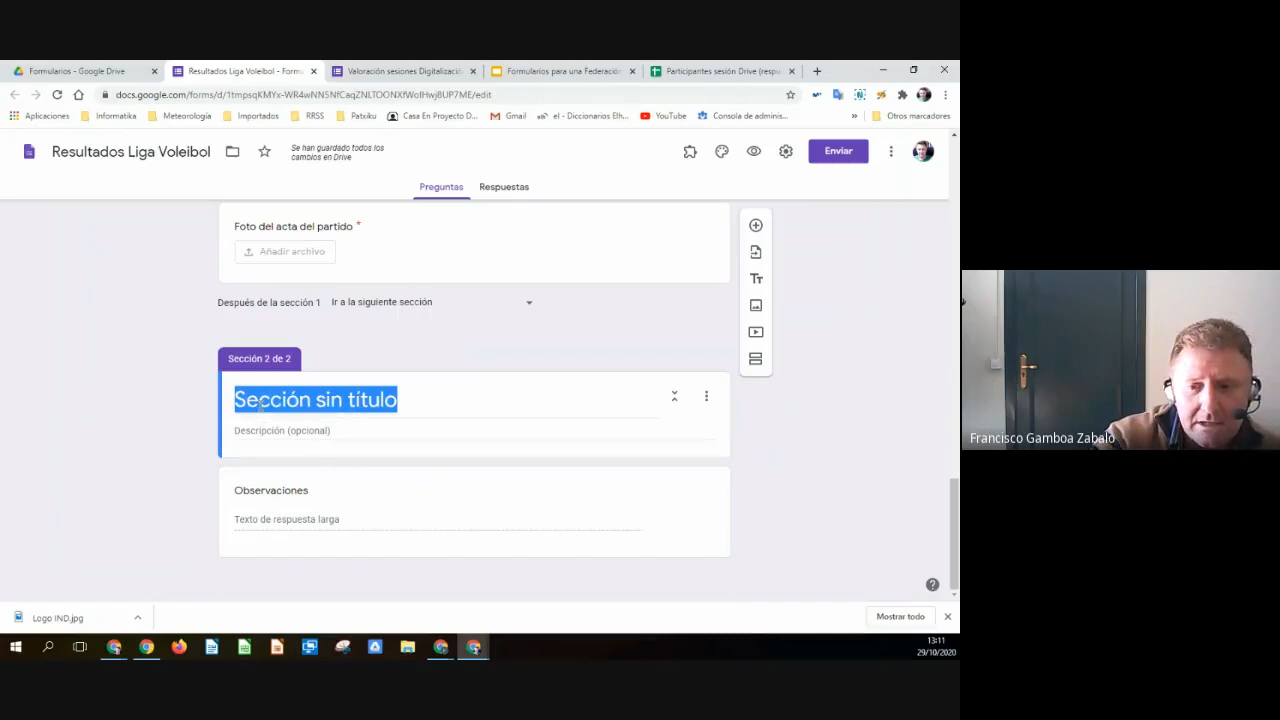 Formularios - Google Drive
Resultados Liga Voleibol - Formu
Valoración sesiones Digitalizació
Formularios para una Federación
Participantes sesión Drive (respu
docs.google.com/forms/d/1tmpsqKMYx-WR4wNN5NfCaqZNLTOONXfWoIHwj8UP7ME/edit
Aplicaciones
Informatika
Meteorología
Importados
RRSS
Patxiku
Casa En Proyecto D...
Gmail
el - Diccionarios Elh...
YouTube
Consola de adminis...
»
Otros marcadores
Resultados Liga Voleibol
Se han guardado todos los
cambios en Drive
Enviar
Preguntas
Respuestas
Foto del acta del partido *
Añadir archivo
Después de la sección 1 Ir a la siguiente sección
Sección 2 de 2
Sección sin título
Descripción (opcional)
Observaciones
Texto de respuesta larga
Francisco Gamboa Zabalo
Logo IND.jpg
Mostrar todo
13:11
29/10/2020